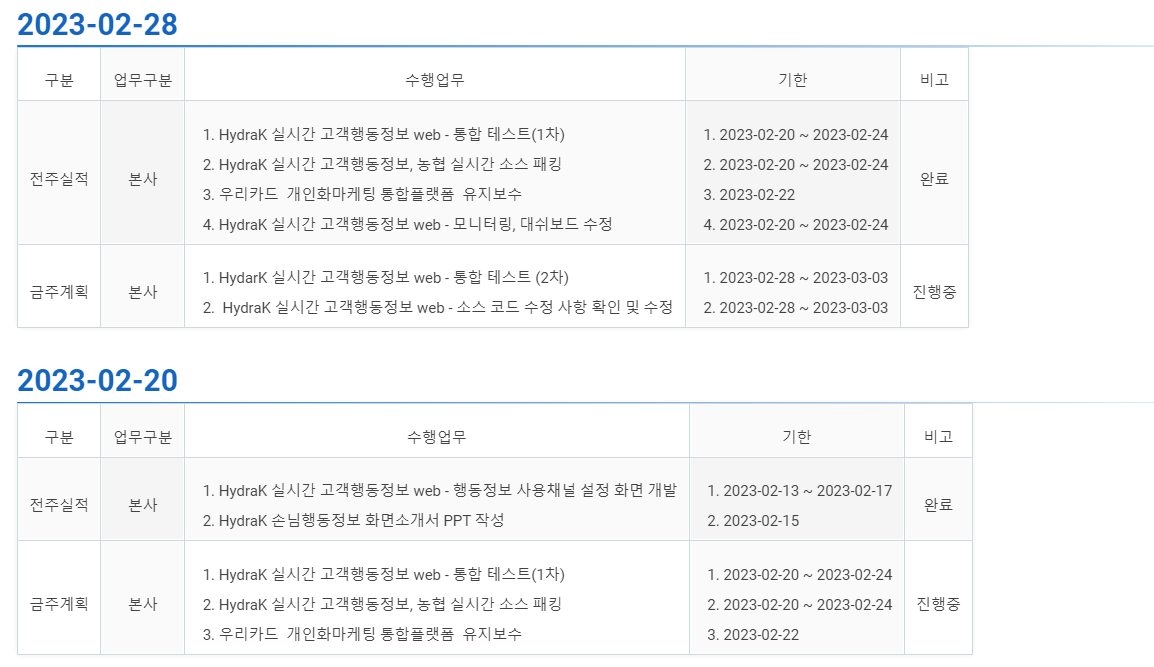 2023-02-28
구분 업무구분 수행업무 기한 비고
전주실적 본사
1. HydraK 실시간 고객행동정보 web - 통합 테스트(1차)
2. HydraK 실시간 고객행동정보, 농협 실시간 소스 패킹
3. 우리카드  개인화마케팅 통합플랫폼  유지보수
4. HydraK 실시간 고객행동정보 web - 모니터링, 대쉬보드 수정
1. 2023-02-20 ~ 2023-02-24
2. 2023-02-20 ~ 2023-02-24
3. 2023-02-22
4. 2023-02-20 ~ 2023-02-24
완료
금주계획 본사
1. HydarK 실시간 고객행동정보 web - 통합 테스트 (2차)
2.  HydraK 실시간 고객행동정보 web - 소스 코드 수정 사항 확인 및 수정
1. 2023-02-28 ~ 2023-03-03
2. 2023-02-28 ~ 2023-03-03
진행중
2023-02-20
구분 업무구분 수행업무 기한 비고
전주실적 본사
1. HydraK 실시간 고객행동정보 web - 행동정보 사용채널 설정 화면 개발
2. HydraK 손님행동정보 화면소개서 PPT 작성
1. 2023-02-13 ~ 2023-02-17
2. 2023-02-15
완료
금주계획 본사
1. HydraK 실시간 고객행동정보 web - 통합 테스트(1차)
2. HydraK 실시간 고객행동정보, 농협 실시간 소스 패킹
3. 우리카드  개인화마케팅 통합플랫폼  유지보수
1. 2023-02-20 ~ 2023-02-24
2. 2023-02-20 ~ 2023-02-24
3. 2023-02-22
진행중